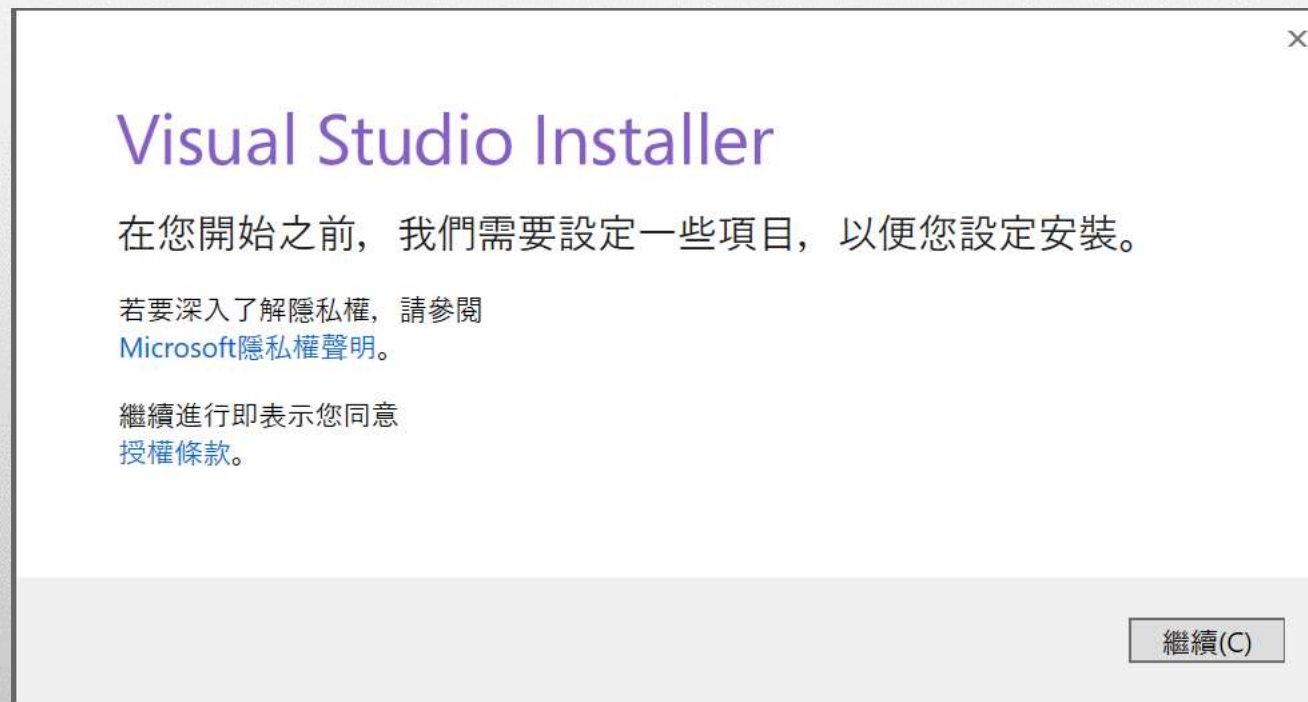 Visual Studio Installer
在您開始之前，我們需要設定一些項目，以便您設定安裝。
若要深入了解隱私權，請參閱
Microsoft隱私權聲明。
繼續進行即表示您同意
授權條款。
繼續(C)